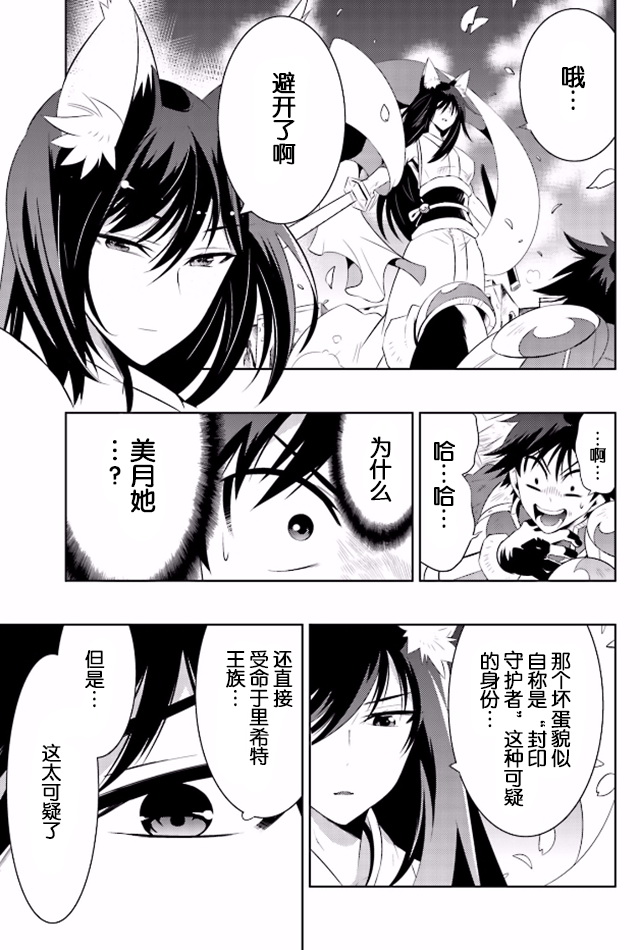 哦…
避开了啊
…啊
哈…哈…
为什么
美月她
…？
那个坏蛋貌似
自称是“封印
守护者”这种可疑
的身份…
还直接
受命于里希特
王族…
但是…
这太可疑了